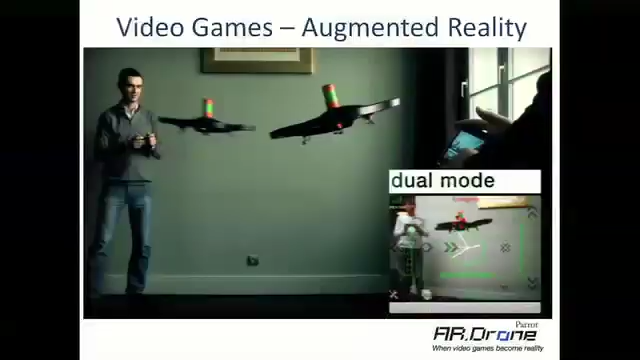 Video Games – Augmented Reality
dual mode
Parrot
AR.Drone
When video games become reality